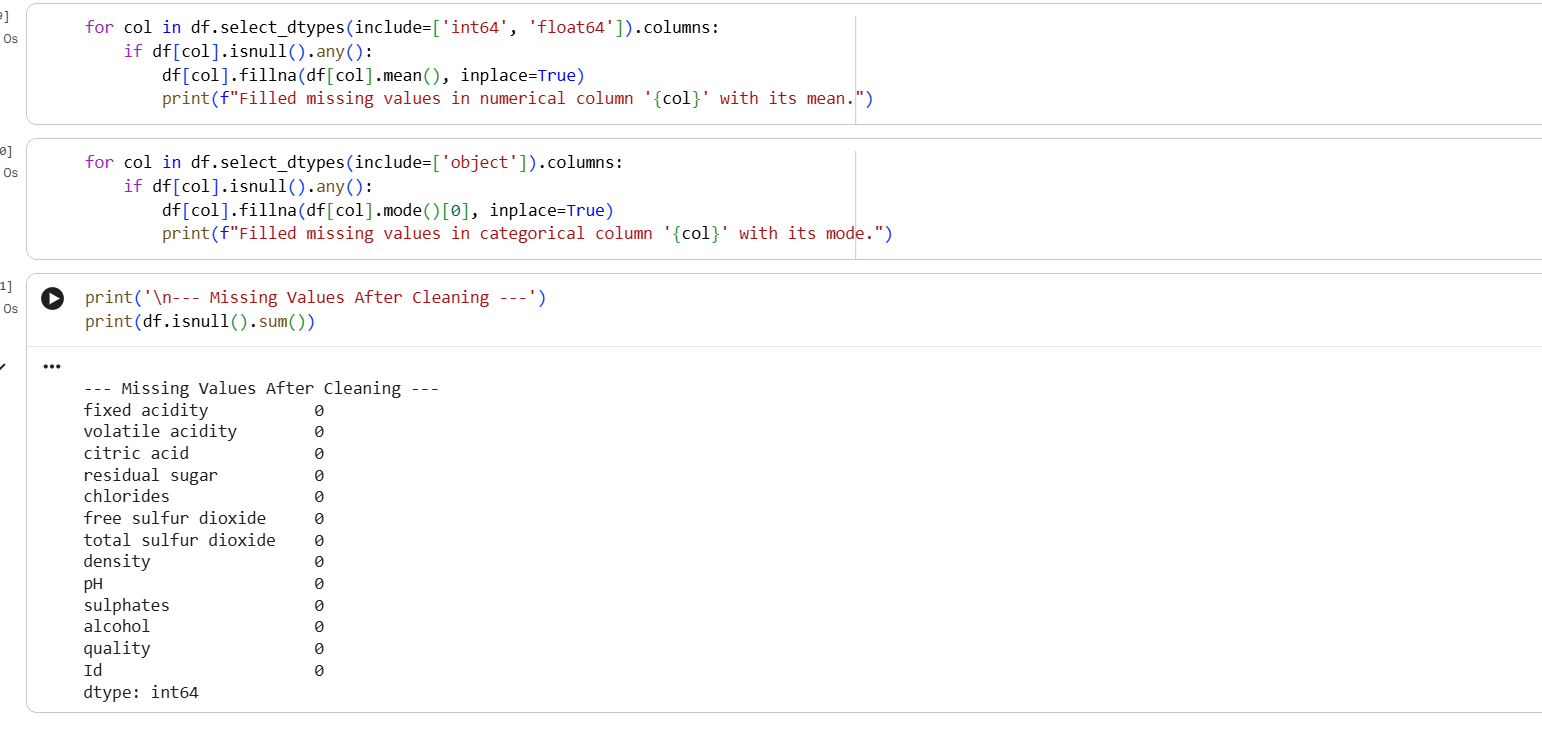 9]
0s
for col in df.select_dtypes(include=['int64', 'float64']).columns:
    if df[col].isnull().any():
        df[col].fillna(df[col].mean(), inplace=True)
        print(f"Filled missing values in numerical column '{col}' with its mean.")
0]
0s
for col in df.select_dtypes(include=['object']).columns:
    if df[col].isnull().any():
        df[col].fillna(df[col].mode()[0], inplace=True)
        print(f"Filled missing values in categorical column '{col}' with its mode.")
1]
0s
print('\n--- Missing Values After Cleaning ---')
print(df.isnull().sum())
--- Missing Values After Cleaning ---
fixed acidity           0
volatile acidity        0
citric acid             0
residual sugar          0
chlorides               0
free sulfur dioxide     0
total sulfur dioxide    0
density                 0
pH                      0
sulphates               0
alcohol                 0
quality                 0
Id                      0
dtype: int64